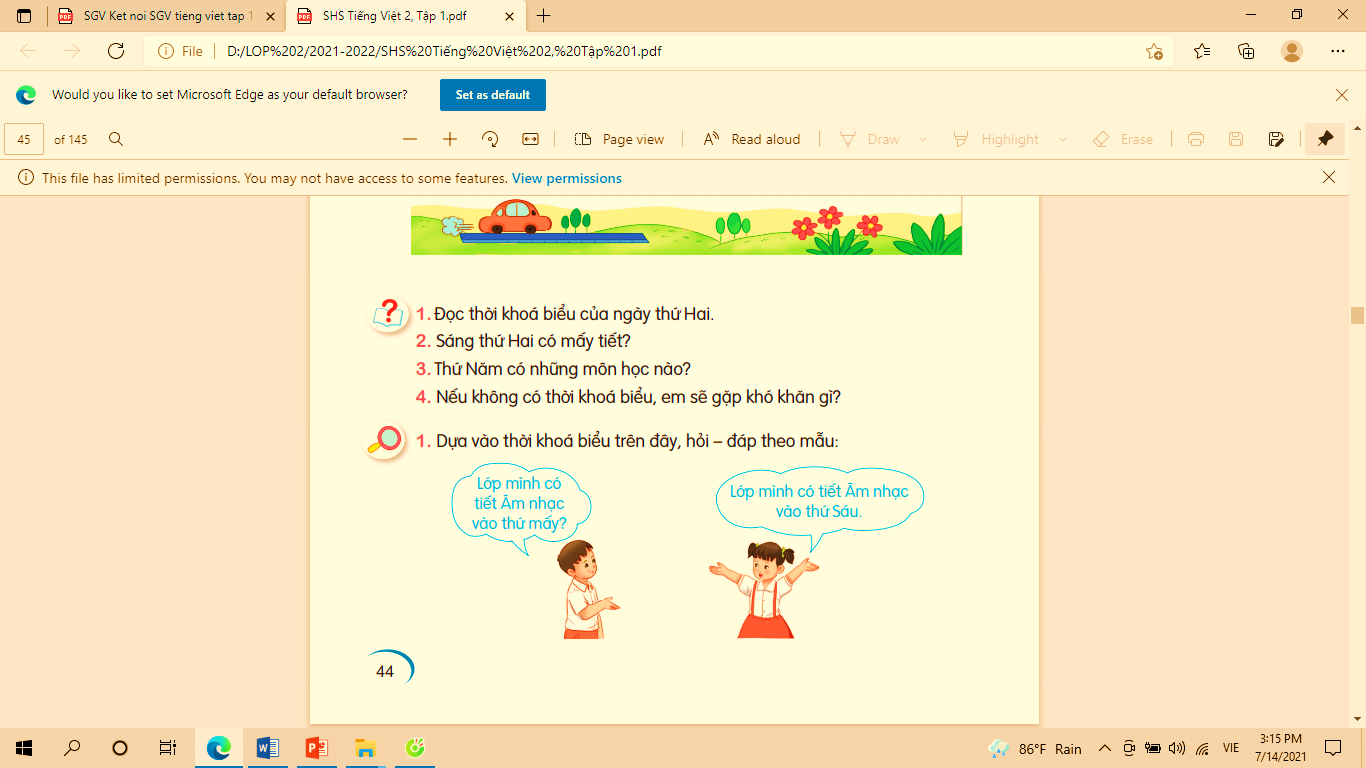 SGV Ket noi SGV tieng viet tap 1
SHS Tiếng Việt 2, Tập 1.pdf
File
D:/LOP%202/2021-2022/SHS%20Tiếng%20Việt%202,%20Tập%201.pdf
Would you like to set Microsoft Edge as your default browser?
Set as default
45 of 145
Page view
Read aloud
Draw
Highlight
Erase
This file has limited permissions. You may not have access to some features. View permissions
1. Đọc thời khoá biểu của ngày thứ Hai.
2. Sáng thứ Hai có mấy tiết?
3. Thứ Năm có những môn học nào?
4. Nếu không có thời khoá biểu, em sẽ gặp khó khăn gì?
1. Dựa vào thời khoá biểu trên đây, hỏi – đáp theo mẫu:
Lớp mình có
tiết Âm nhạc
vào thứ mấy?
Lớp mình có tiết Âm nhạc
vào thứ Sáu.
44
86°F Rain
VIE
3:15 PM
7/14/2021